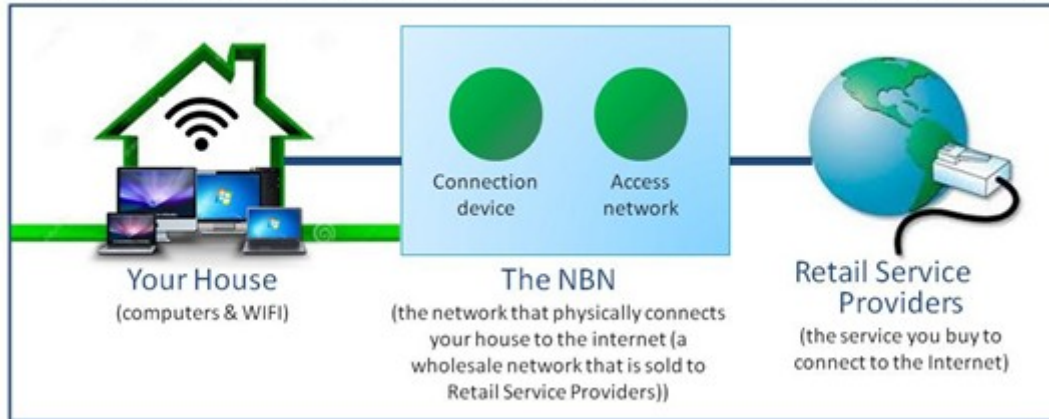 Connection
device
Access
network
Your House
(computers & WIFI)
The NBN
(the network that physically connects
your house to the internet (a
wholesale network that is sold to
Retail Service Providers))
Retail Service
Providers
(the service you buy to
connect to the Internet)